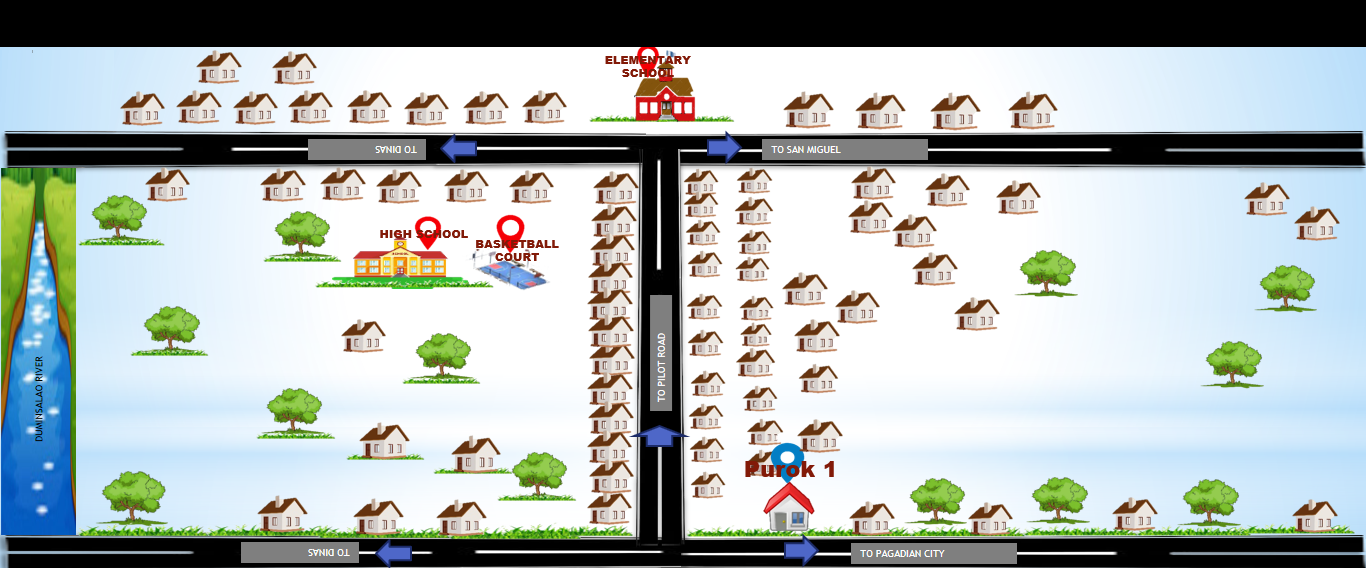 ELEMENTARY
SCHOOL
TO DINAS
TO SAN MIGUEL
HIGH SCHOOL
BASKETBALL
COURT
SCHOOL
TO PILOT ROAD
DUMINSALAO RIVER
Purok 1
TO DINAS
TO PAGADIAN CITY